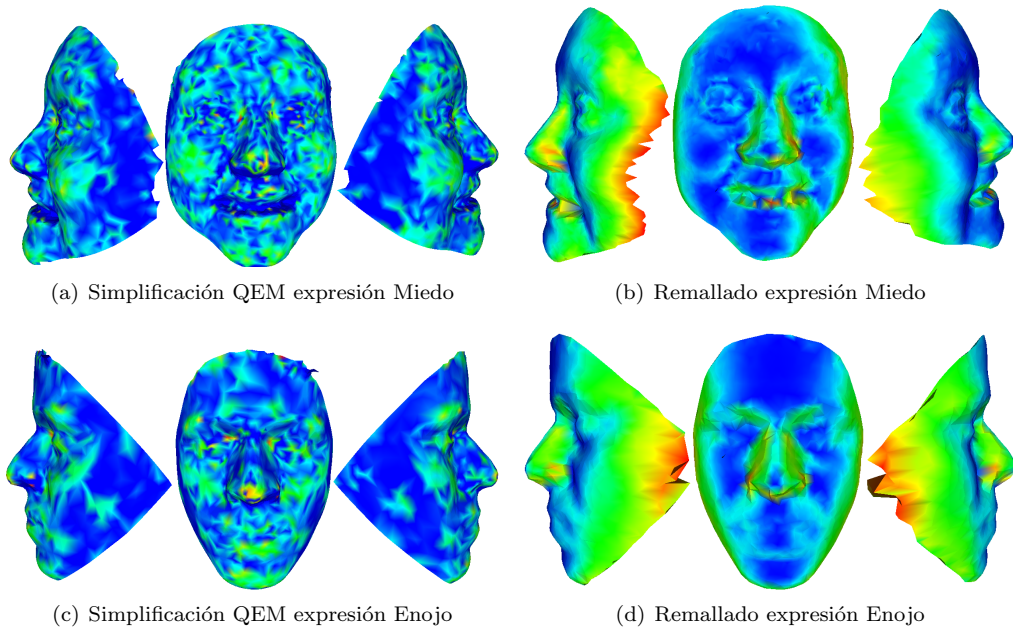 (a) Simplificación QEM expresión Miedo
(b) Remallado expresión Miedo
(c) Simplificación QEM expresión Enojo
(d) Remallado expresión Enojo